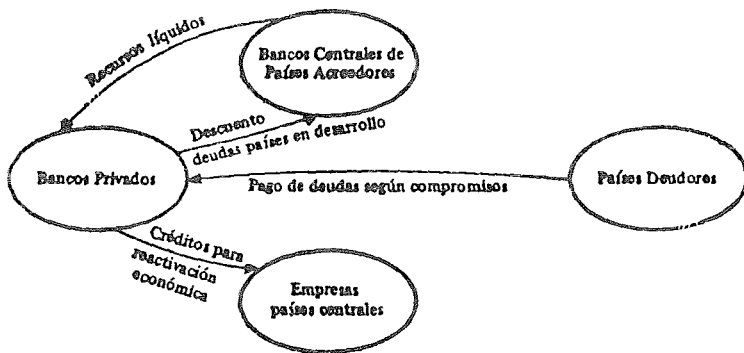 Recursos líquidos
Bancos Centrales de
Países Acreedores
Descuento
deudas países en desarrollo
Bancos Privados
Pago de deudas según compromisos
Países Deudores
Créditos para
reactivación
económica
Empresas
países centrales